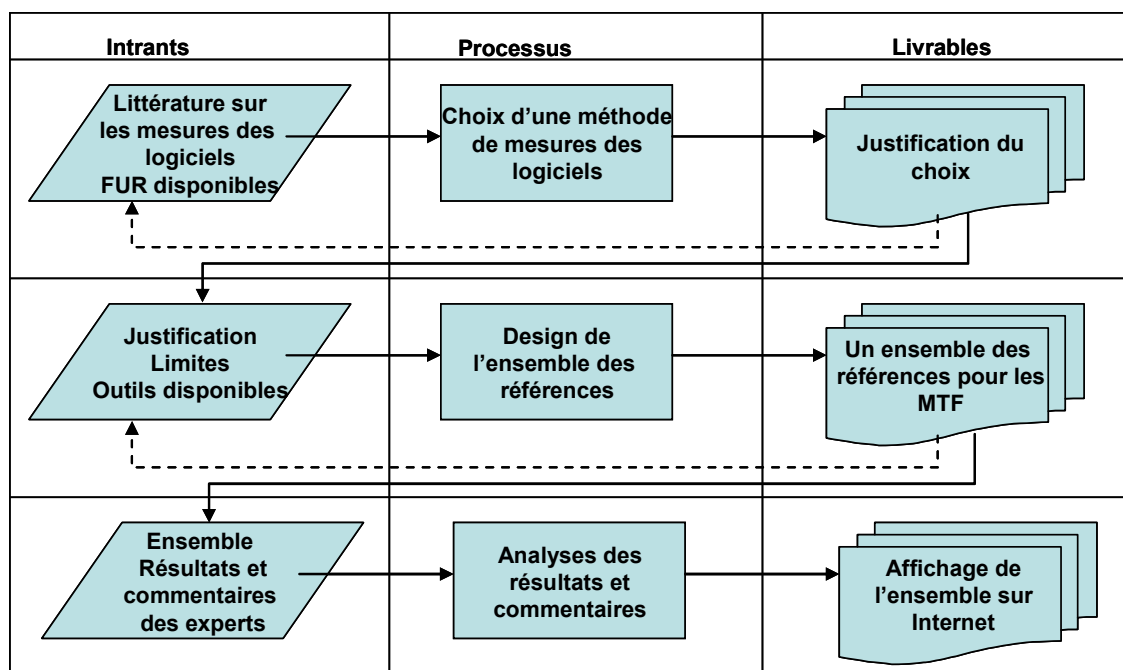 Intrants
Processus
Livrables
Littérature sur
les mesures des
logiciels
FUR disponibles
Choix d'une méthode
de mesures des
logiciels
Justification du
choix
Justification
Limites
Outils disponibles
Design de
l'ensemble des
références
Un ensemble des
références pour les
MTF
Ensemble
Résultats et
commentaires
des experts
Analyses des
résultats et
commentaires
Affichage de
l'ensemble sur
Internet